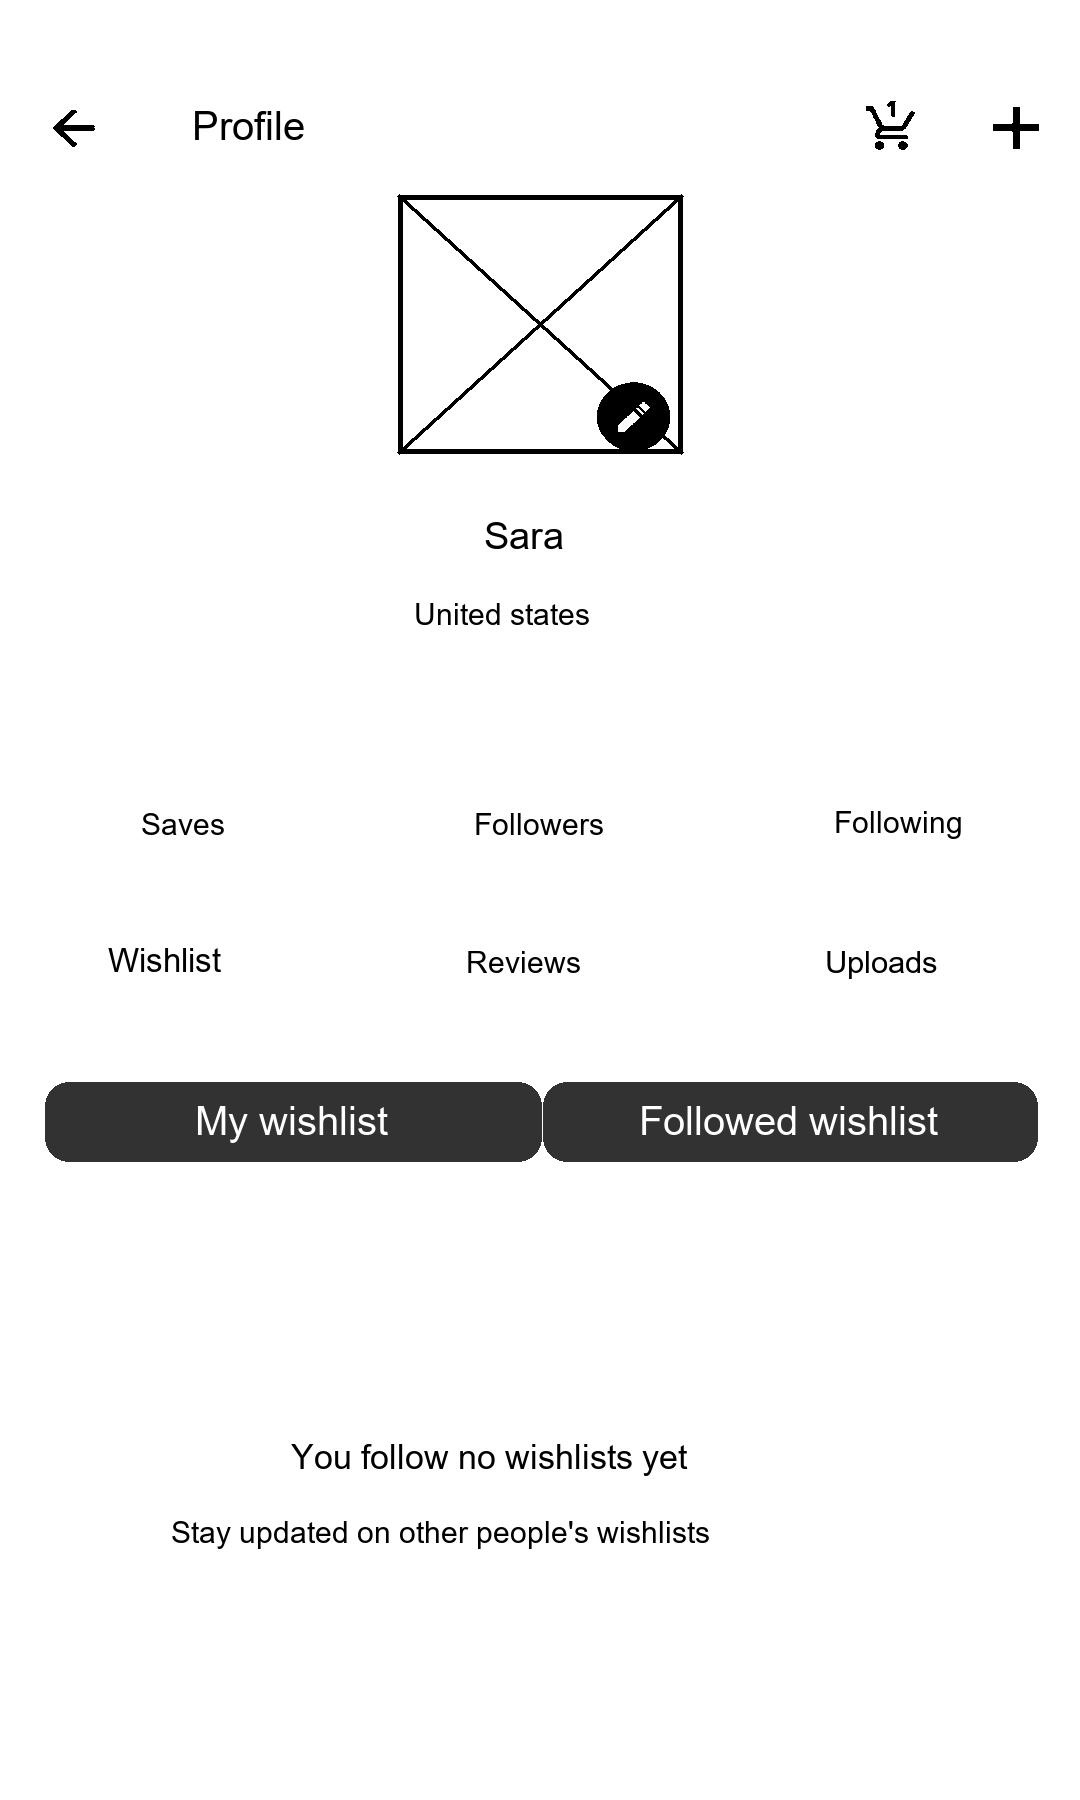 Profile
1
Sara
United states
Saves Followers Following
Wishlist Reviews Uploads
My wishlist Followed wishlist
You follow no wishlists yet
Stay updated on other people's wishlists